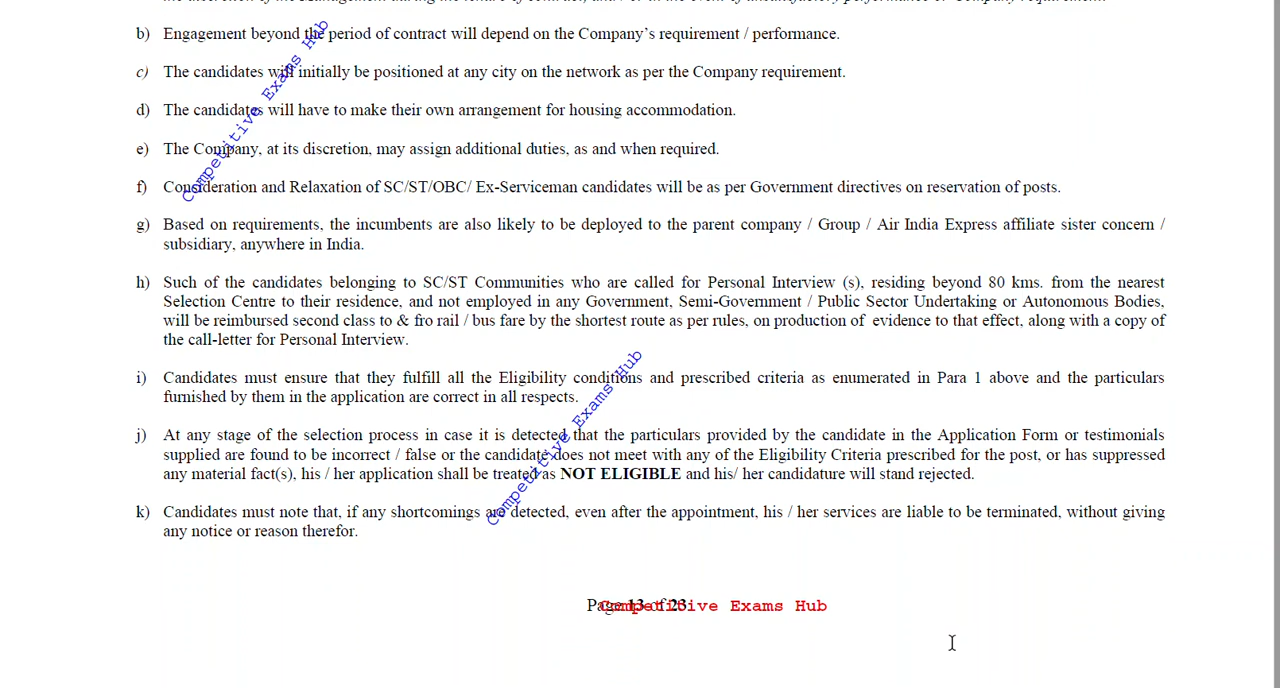 b) Engagement beyond the period of contract will depend on the Company's requirement / performance.
c) The candidates will initially be positioned at any city on the network as per the Company requirement.
d) The candidates will have to make their own arrangement for housing accommodation.
e) The Company, at its discretion, may assign additional duties, as and when required.
f) Consideration and Relaxation of SC/ST/OBC/ Ex-Serviceman candidates will be as per Government directives on reservation of posts.
g) Based on requirements, the incumbents are also likely to be deployed to the parent company / Group / Air India Express affiliate sister concern /
subsidiary, anywhere in India.
h) Such of the candidates belonging to SC/ST Communities who are called for Personal Interview (s), residing beyond 80 kms. from the nearest
Selection Centre to their residence, and not employed in any Government, Semi-Government / Public Sector Undertaking or Autonomous Bodies,
will be reimbursed second class to & fro rail / bus fare by the shortest route as per rules, on production of evidence to that effect, along with a copy of
the call-letter for Personal Interview.
i) Candidates must ensure that they fulfill all the Eligibility conditions and prescribed criteria as enumerated in Para 1 above and the particulars
furnished by them in the application are correct in all respects.
j) At any stage of the selection process in case it is detected that the particulars provided by the candidate in the Application Form or testimonials
supplied are found to be incorrect / false or the candidate does not meet with any of the Eligibility Criteria prescribed for the post, or has suppressed
any material fact(s), his / her application shall be treated as NOT ELIGIBLE and his/ her candidature will stand rejected.
k) Candidates must note that, if any shortcomings are detected, even after the appointment, his / her services are liable to be terminated, without giving
any notice or reason therefor.
Page 13 of 23
Competitive Exams Hub
Competitive Exams Hub
Competitive Exams Hub